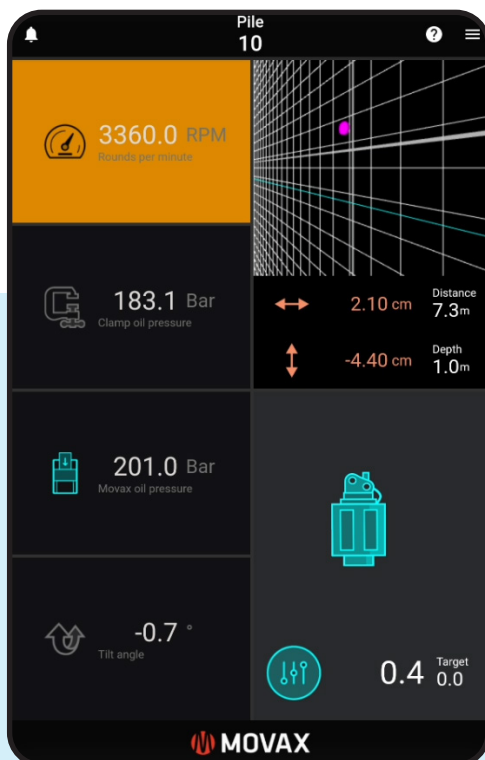 Pile
10
3360.0 RPM
Rounds per minute
183.1 Bar
Clamp oil pressure
201.0 Bar
Movax oil pressure
-0.7 °
Tilt angle
2.10 cm
Distance
7.3m
-4.40 cm
Depth
1.0m
0.4
Target
0.0
MOVAX